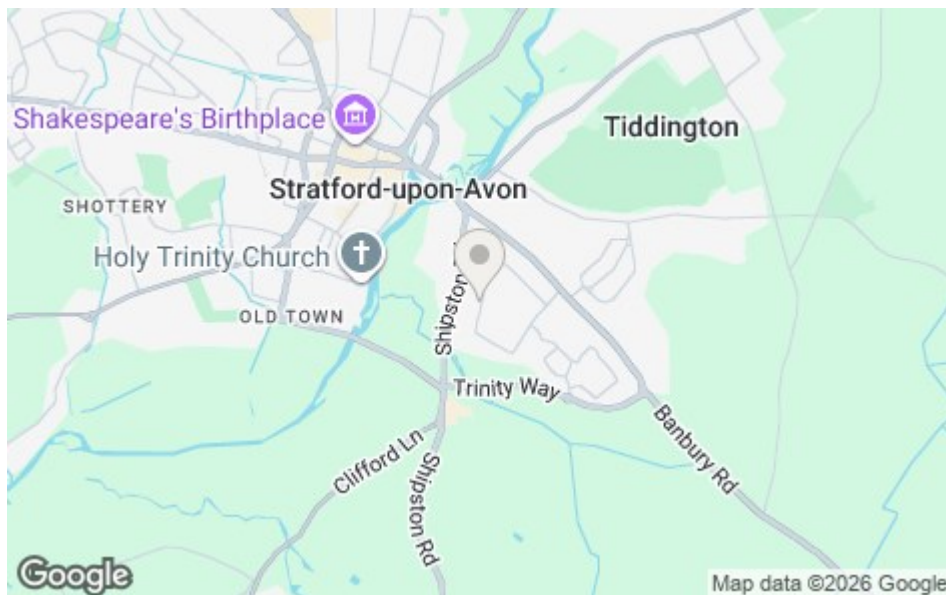 Shakespeare's Birthplace
Tiddington
Stratford-upon-Avon
SHOTTERY
Holy Trinity Church
Shipston
OLD TOWN
Trinity Way
Banbury Rd
Clifford Ln
Shipston Rd
Google
Map data ©2026 Google